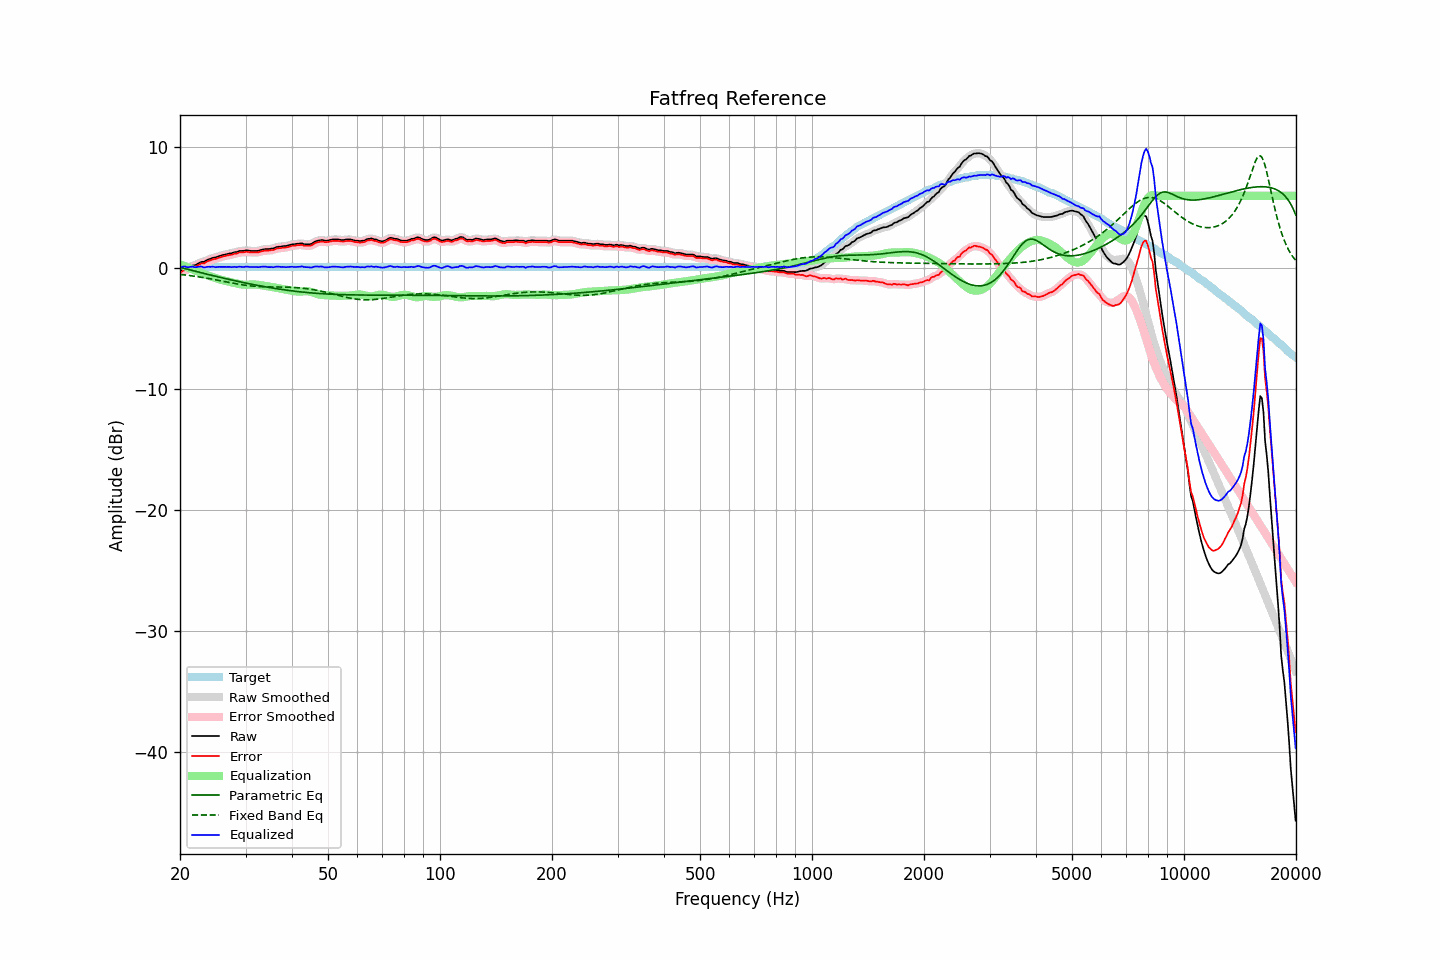 Fatfreq Reference
Amplitude (dBr)
10
0
−10
−20
−30
−40
Target
Raw Smoothed
Error Smoothed
Raw
Error
Equalization
Parametric Eq
Fixed Band Eq
Equalized
20 50 100 200 500 1000 2000 5000 10000 20000
Frequency (Hz)